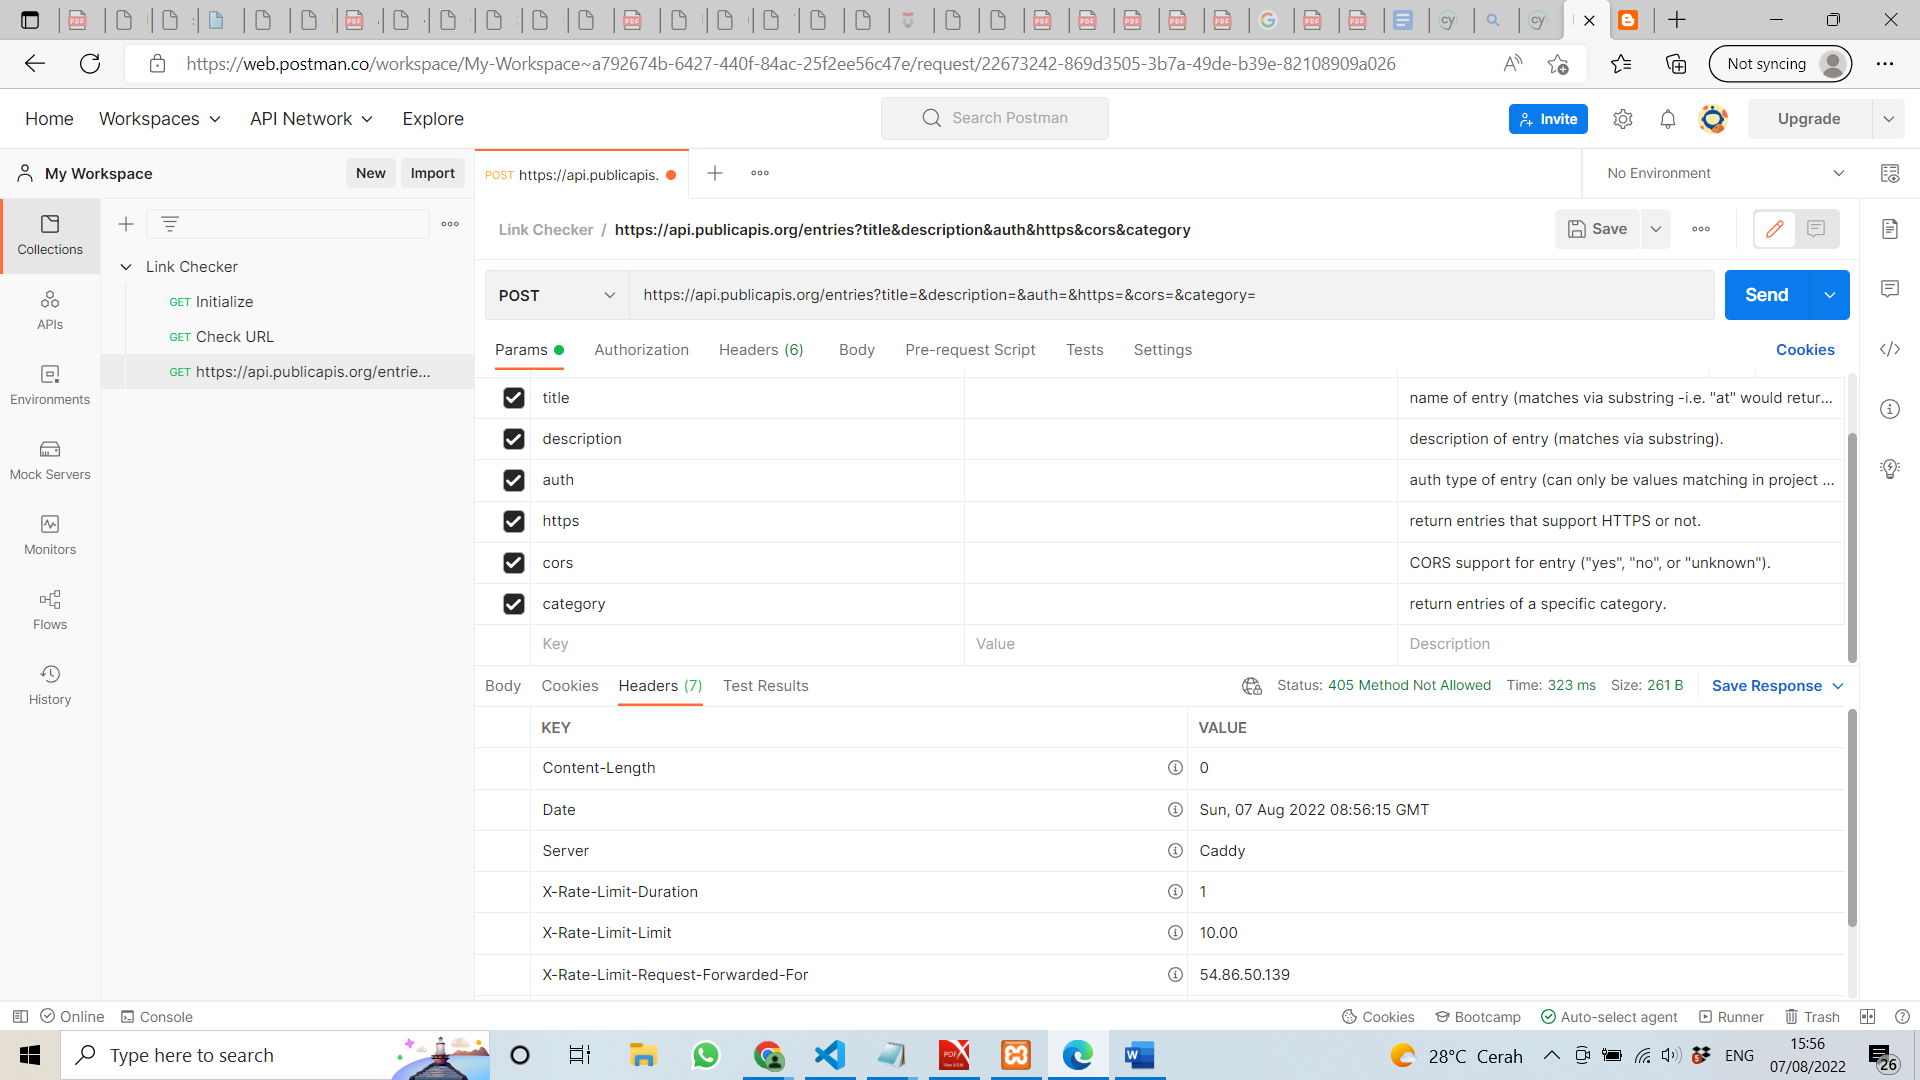 https://web.postman.co/workspace/My-Workspace~a792674b-6427-440f-84ac-25f2ee56c47e/request/22673242-869d3505-3b7a-49de-b39e-82108909a026
Not syncing
Home
Workspaces
API Network
Explore
Search Postman
Invite
Upgrade
My Workspace
New
Import
POST https://api.publicapis.
No Environment
Collections
APIs
Environments
Mock Servers
Monitors
Flows
History
Link Checker
GET Initialize
GET Check URL
GET https://api.publicapis.org/entrie...
Link Checker / https://api.publicapis.org/entries?title&description&auth&https&cors&category
Save
POST
https://api.publicapis.org/entries?title=&description=&auth=&https=&cors=&category=
Send
Params
Authorization
Headers (6)
Body
Pre-request Script
Tests
Settings
Cookies
title
name of entry (matches via substring -i.e. "at" would retur...
description
description of entry (matches via substring).
auth
auth type of entry (can only be values matching in project ...
https
return entries that support HTTPS or not.
cors
CORS support for entry ("yes", "no", or "unknown").
category
return entries of a specific category.
Key
Value
Description
Body
Cookies
Headers (7)
Test Results
Status: 405 Method Not Allowed
Time: 323 ms
Size: 261 B
Save Response
KEY
VALUE
Content-Length
0
Date
Sun, 07 Aug 2022 08:56:15 GMT
Server
Caddy
X-Rate-Limit-Duration
1
X-Rate-Limit-Limit
10.00
X-Rate-Limit-Request-Forwarded-For
54.86.50.139
Online
Console
Cookies
Bootcamp
Auto-select agent
Runner
Trash
Type here to search
28°C Cerah
ENG
15:56
07/08/2022
26